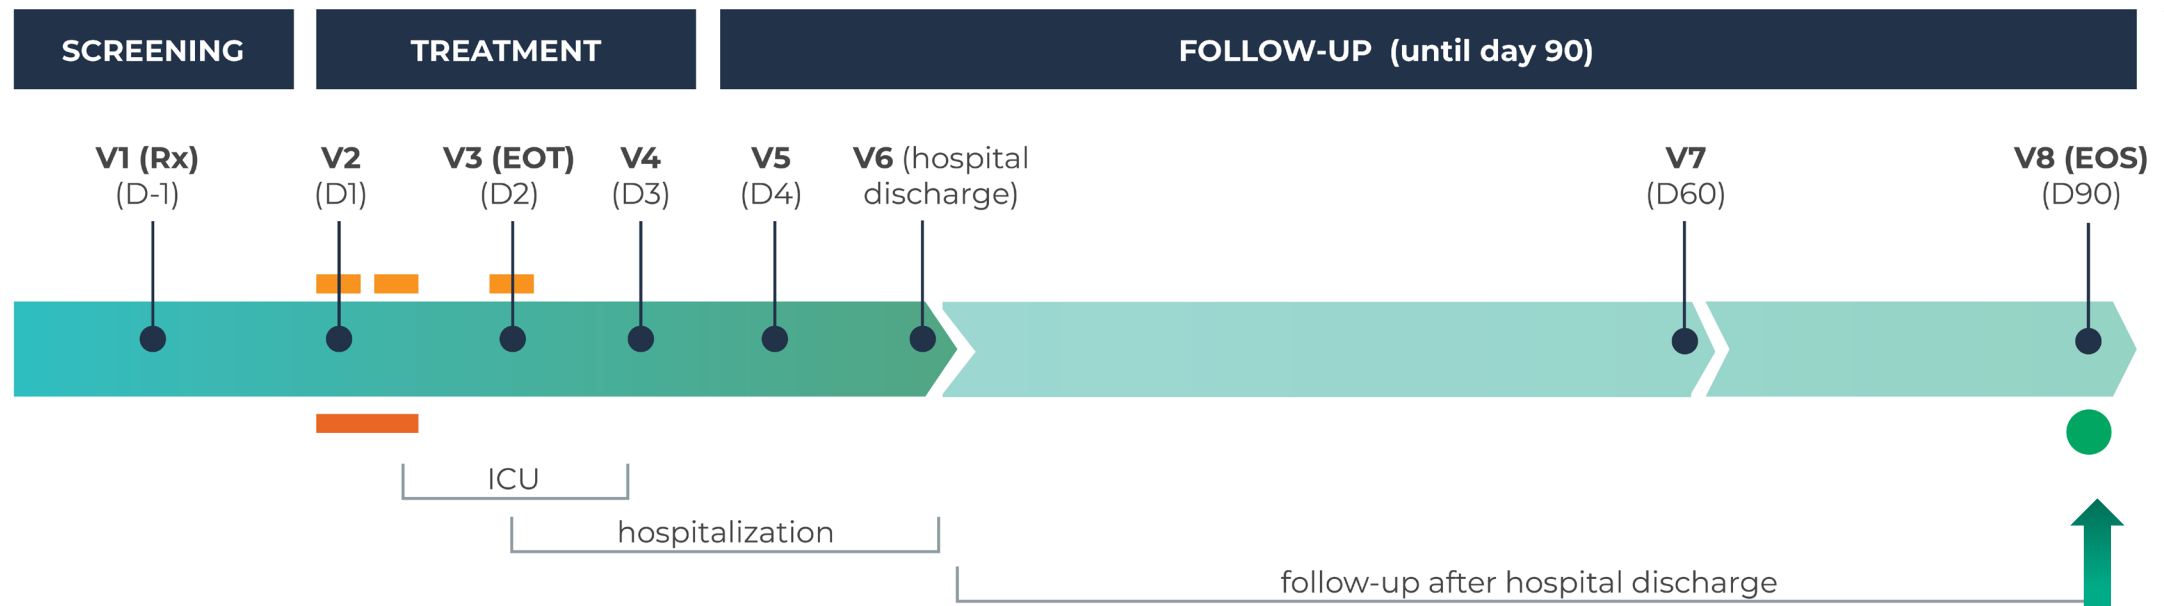 SCREENING
TREATMENT
FOLLOW-UP (until day 90)
V1 (Rx)
(D-1)
V2
(D1)
V3 (EOT)
(D2)
V4
(D3)
V5
(D4)
V6 (hospital
discharge)
V7
(D60)
V8 (EOS)
(D90)
ICU
hospitalization
follow-up after hospital discharge